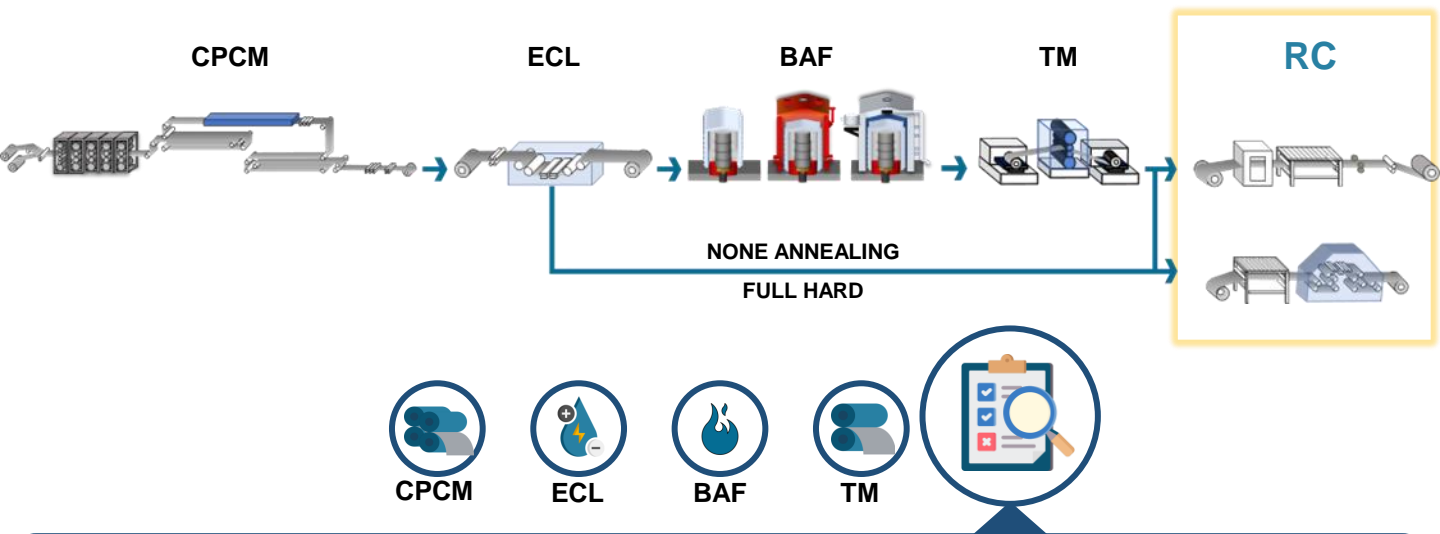 CPCM
ECL
BAF
TM
RC
NONE ANNEALING
FULL HARD
CPCM
ECL
BAF
TM